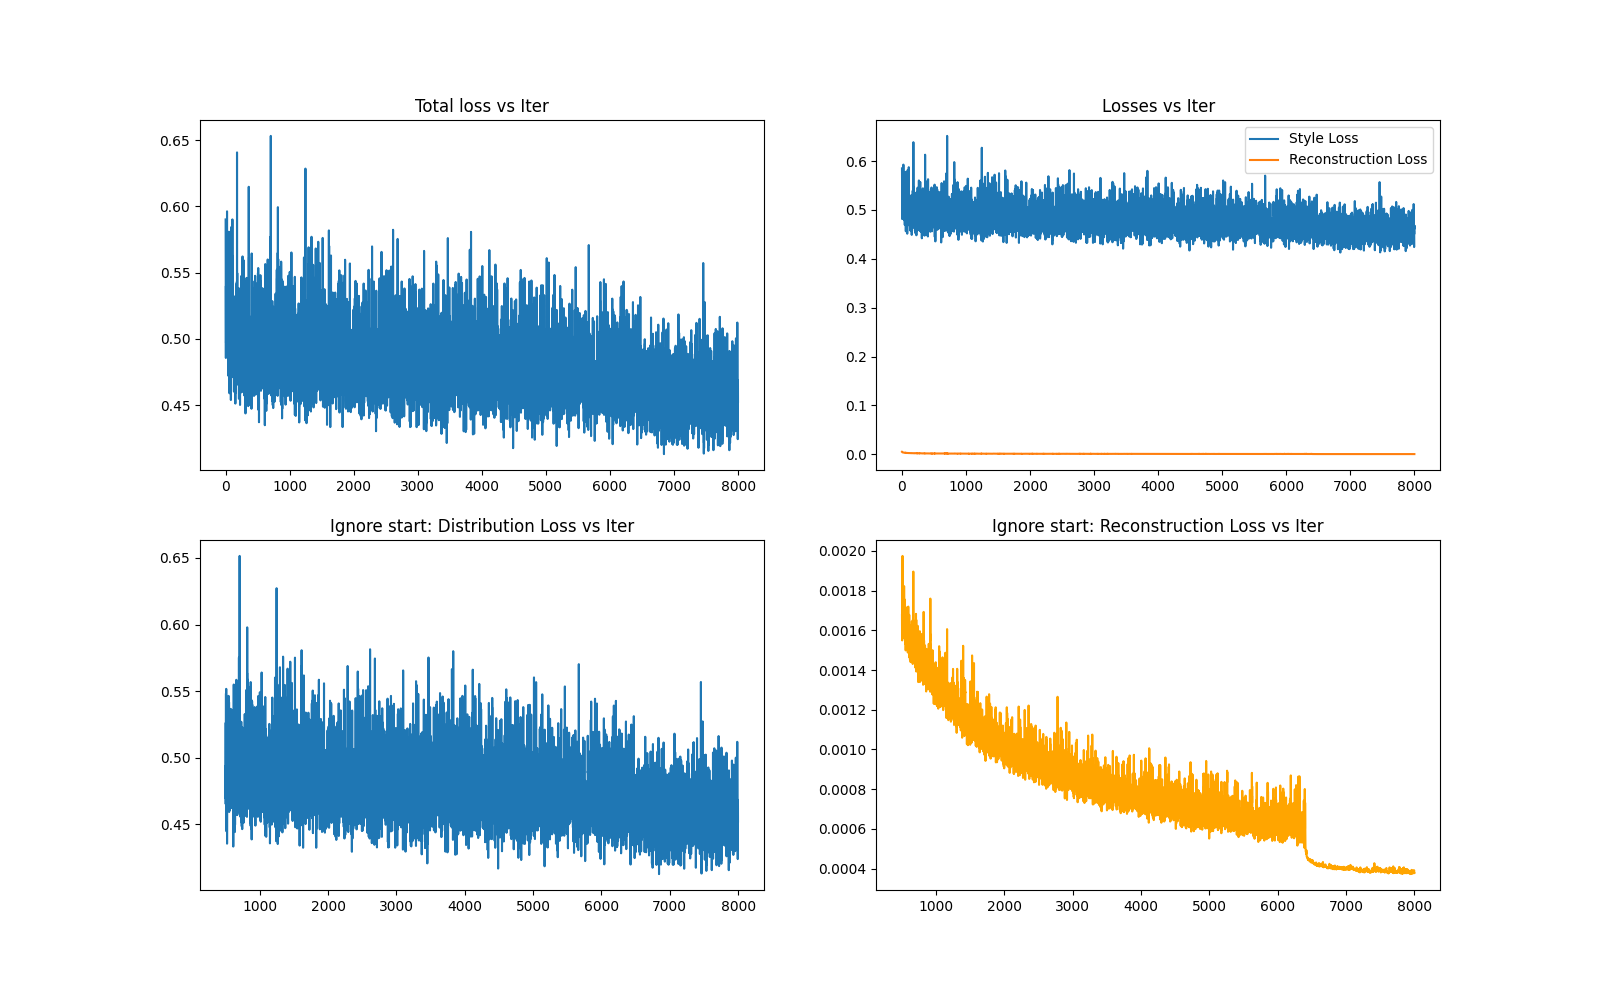 Total loss vs Iter
0.65
0.60
0.55
0.50
0.45
0 1000 2000 3000 4000 5000 6000 7000 8000
Losses vs Iter
Style Loss
Reconstruction Loss
0.6
0.5
0.4
0.3
0.2
0.1
0.0
0 1000 2000 3000 4000 5000 6000 7000 8000
Ignore start: Distribution Loss vs Iter
0.65
0.60
0.55
0.50
0.45
1000 2000 3000 4000 5000 6000 7000 8000
Ignore start: Reconstruction Loss vs Iter
0.0020
0.0018
0.0016
0.0014
0.0012
0.0010
0.0008
0.0006
0.0004
1000 2000 3000 4000 5000 6000 7000 8000